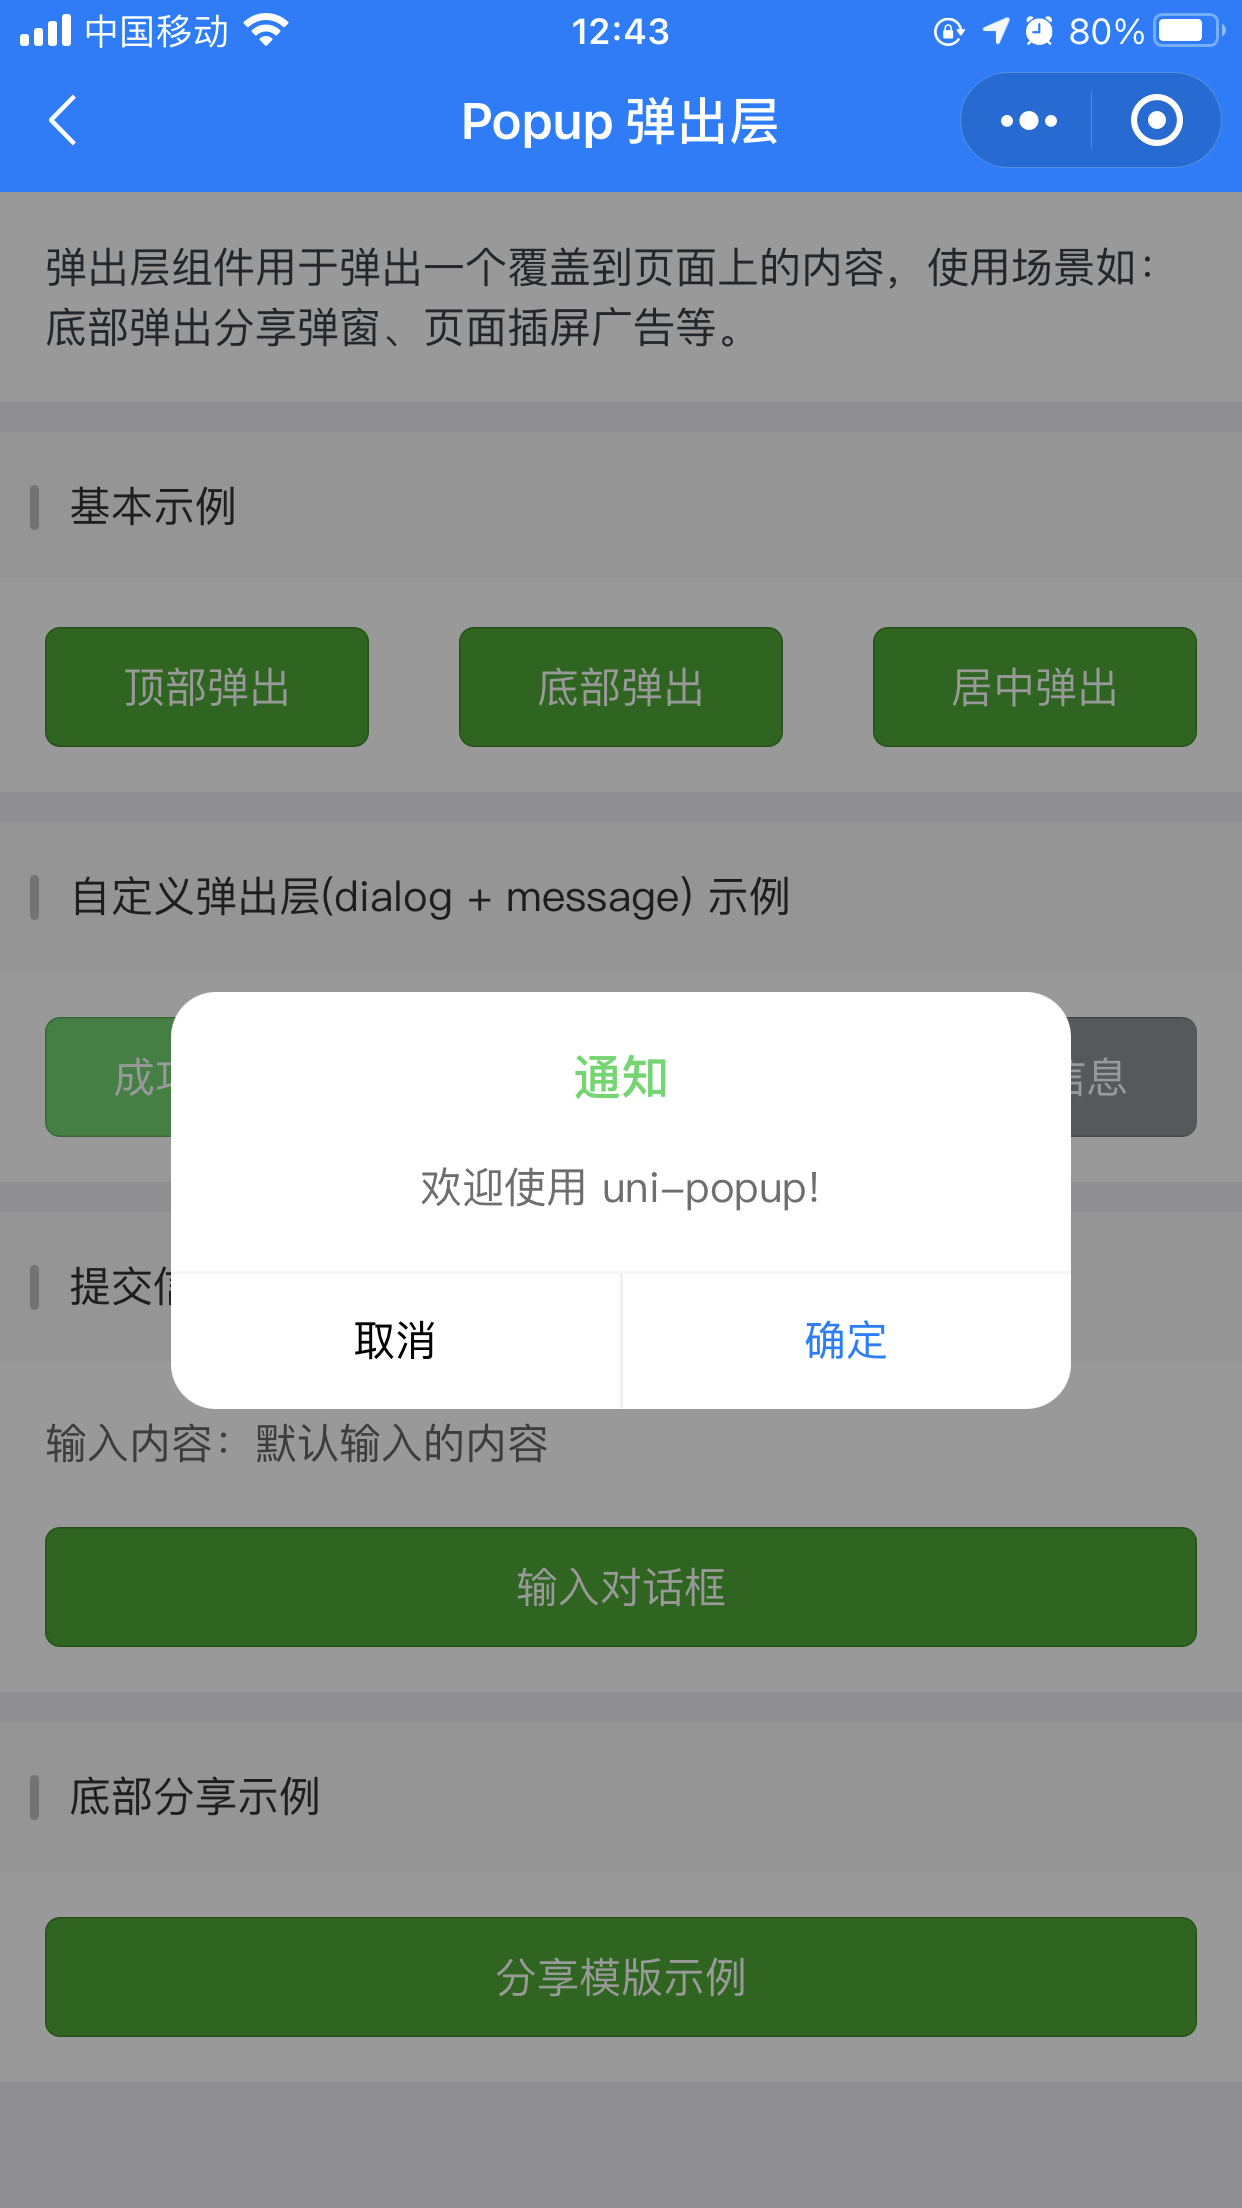 中国移动 12:43 80%
Popup 弹出层
弹出层组件用于弹出一个覆盖到页面上的内容，使用场景如：
底部弹出分享弹窗、页面插屏广告等。
基本示例
顶部弹出 底部弹出 居中弹出
自定义弹出层(dialog + message) 示例
成 息
通知
欢迎使用 uni-popup!
提交
取消 确定
输入内容：默认输入的内容
输入对话框
底部分享示例
分享模版示例